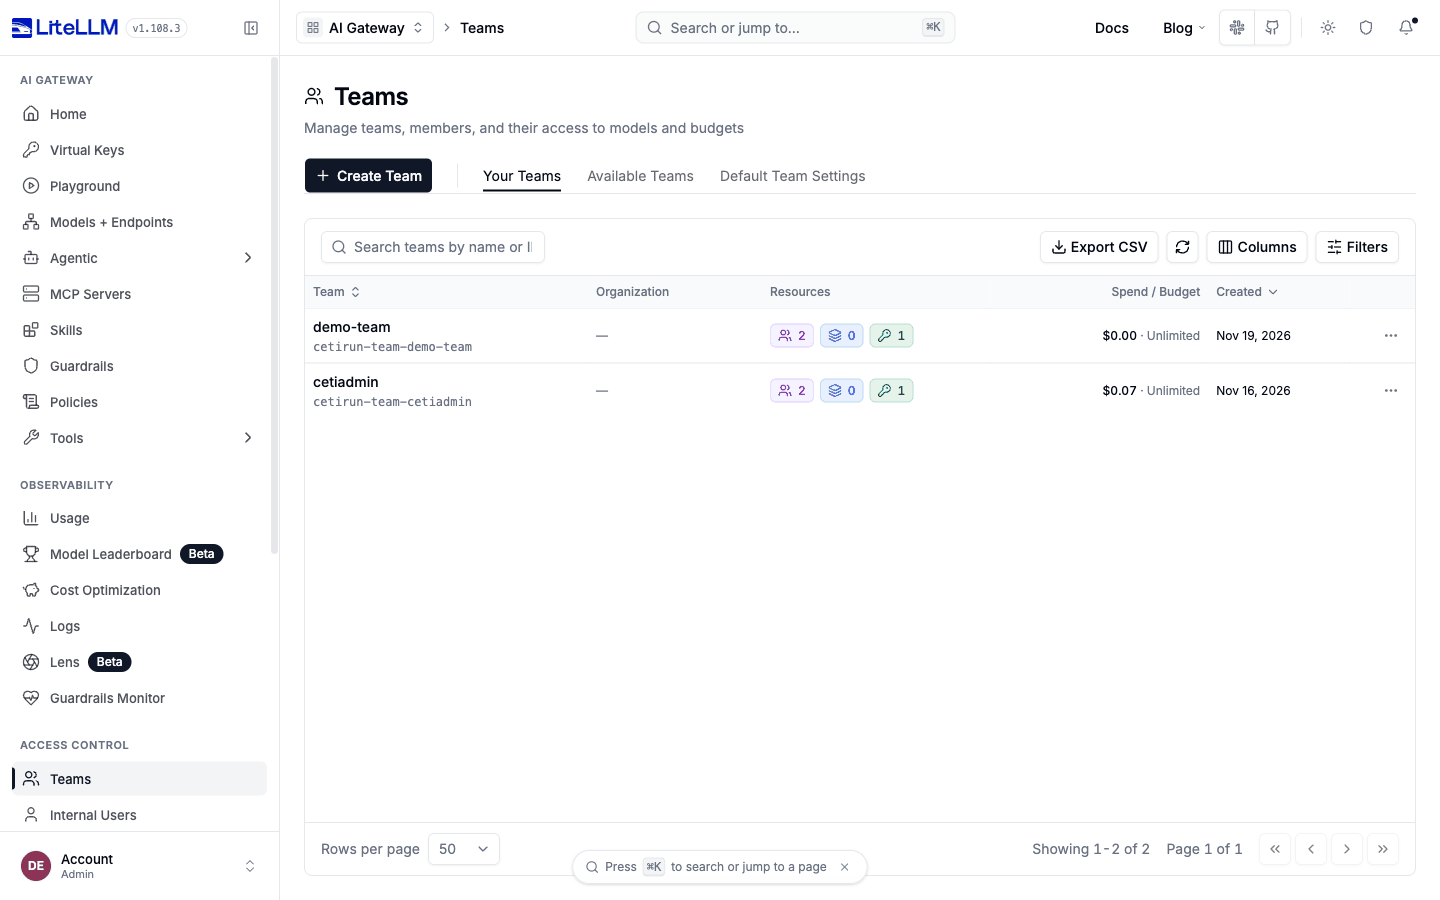 LiteLLM v1.108.3
AI Gateway > Teams
Search or jump to... ⌘K
Docs
Blog
AI GATEWAY
Home
Virtual Keys
Playground
Models + Endpoints
Agentic
MCP Servers
Skills
Guardrails
Policies
Tools
OBSERVABILITY
Usage
Model Leaderboard Beta
Cost Optimization
Logs
Lens Beta
Guardrails Monitor
ACCESS CONTROL
Teams
Internal Users
DE Account
Admin
Teams
Manage teams, members, and their access to models and budgets
+ Create Team
Your Teams
Available Teams
Default Team Settings
Search teams by name or I
Export CSV
Columns
Filters
Team Organization Resources Spend / Budget Created
demo-team — 2 0 1 $0.00 · Unlimited Nov 19, 2026 ···
cetirun-team-demo-team
cetiadmin — 2 0 1 $0.07 · Unlimited Nov 16, 2026 ···
cetirun-team-cetiadmin
Rows per page 50
Showing 1-2 of 2 Page 1 of 1
Press ⌘K to search or jump to a page